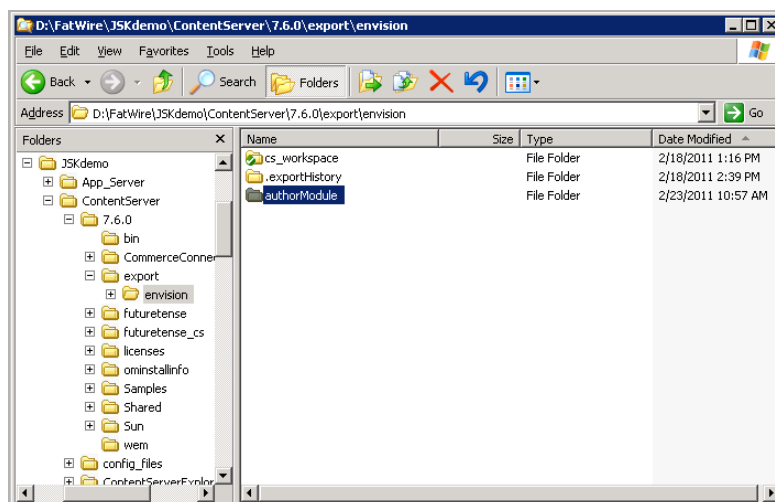 D:\FatWire\JSKdemo\ContentServer\7.6.0\export\envision
File Edit View Favorites Tools Help
Back Search Folders
Address D:\FatWire\JSKdemo\ContentServer\7.6.0\export\envision Go
Folders
JSKdemo
App_Server
ContentServer
7.6.0
bin
CommerceConne
export
envision
futuretense
futuretense_cs
licenses
ominstallinfo
Samples
Shared
Sun
wem
config_files
ContentServerExplor
Name Size Type Date Modified
cs_workspace File Folder 2/18/2011 1:16 PM
.exportHistory File Folder 2/18/2011 2:39 PM
authorModule File Folder 2/23/2011 10:57 AM